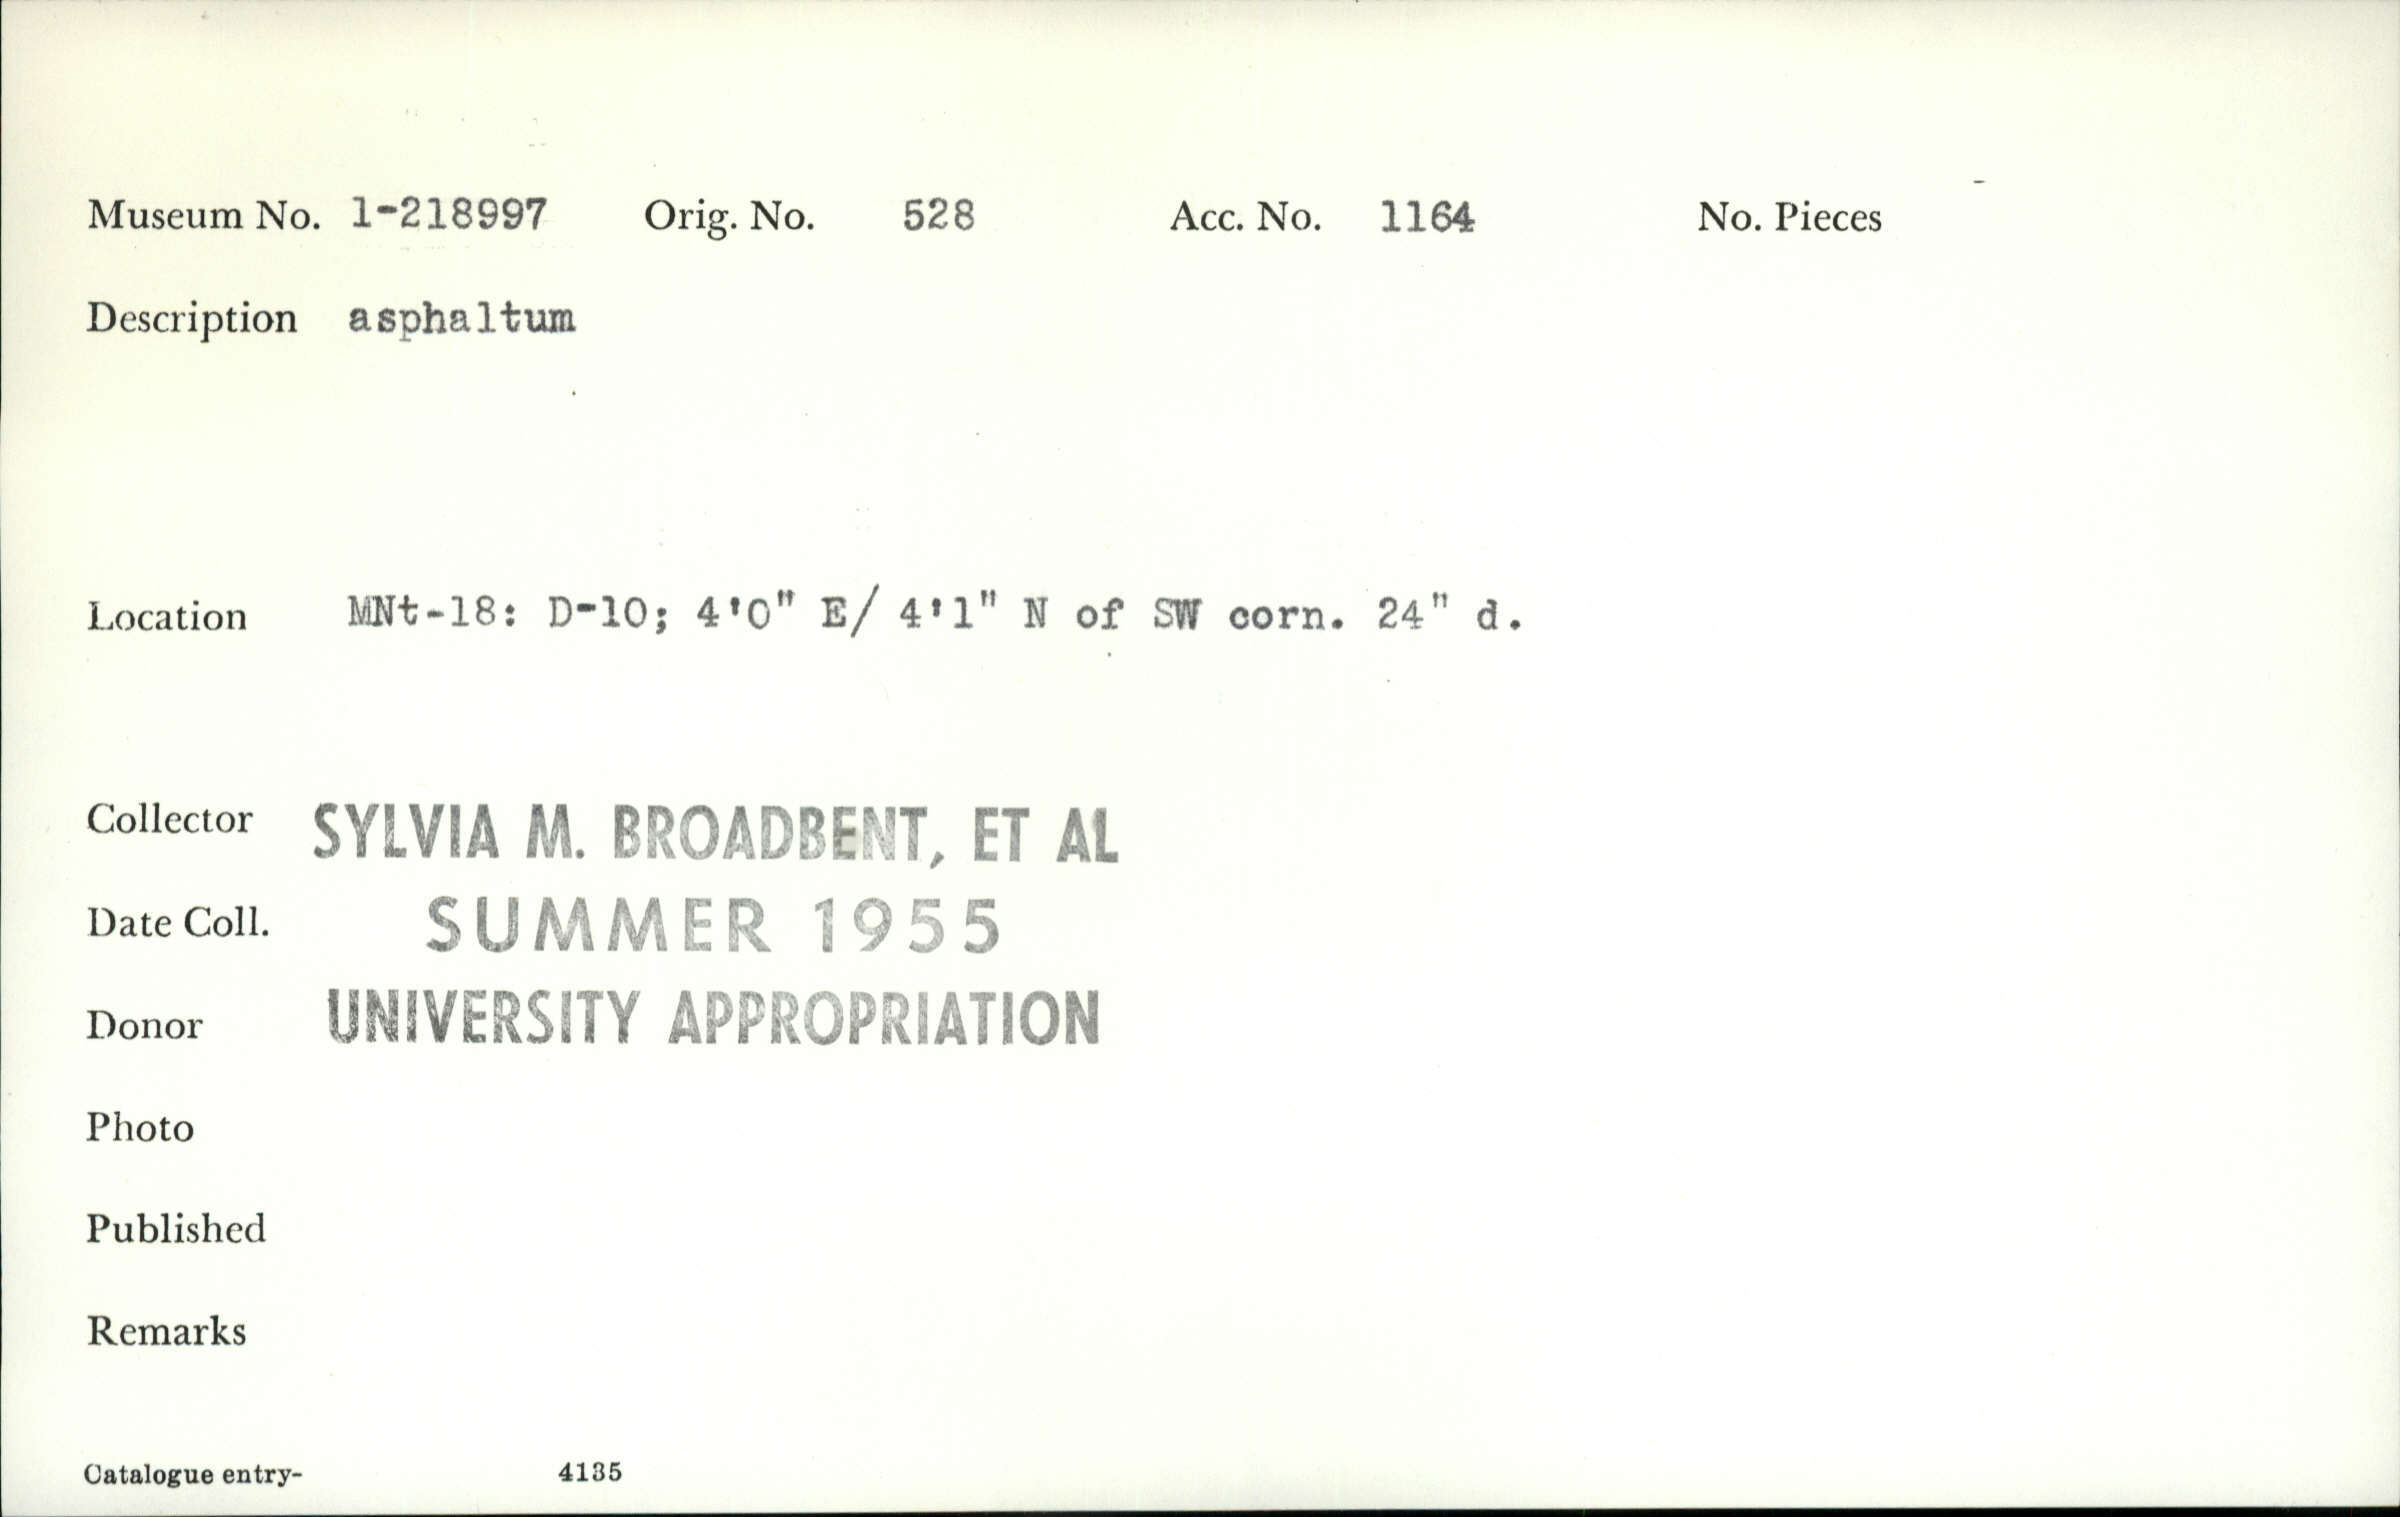 Museum No. 1-218997 Orig. No. 528 Acc. No. 1164 No. Pieces
Description asphaltum
Location MNt-18: D-10; 4'0" E/ 4'1" N of SW corn. 24" d.
Collector SYLVIA M. BROADBENT, ET AL
Date Coll. SUMMER 1955
Donor UNIVERSITY APPROPRIATION
Photo
Published
Remarks
Catalogue entry- 4135